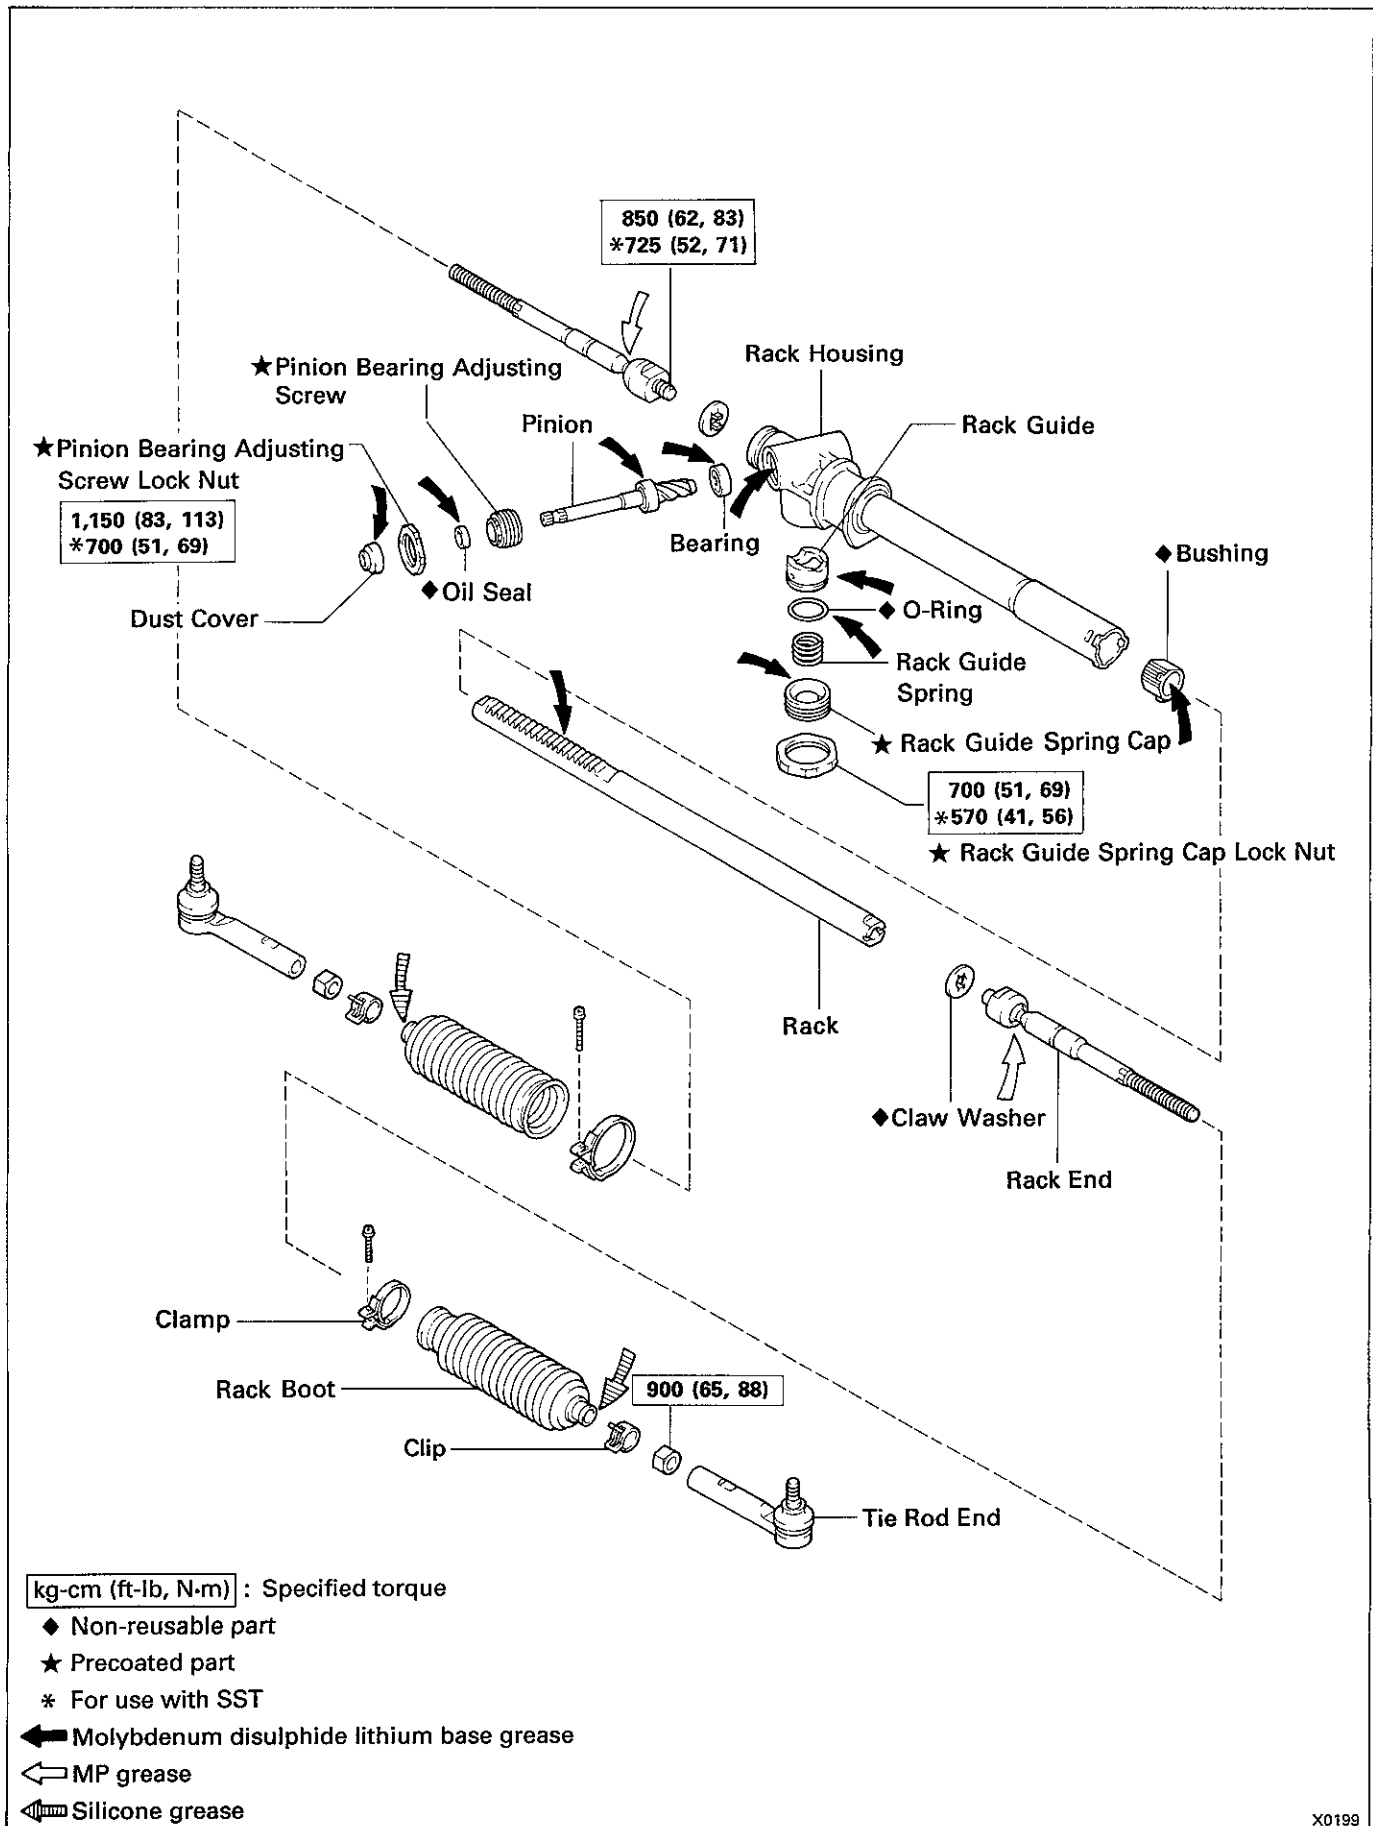 850 (62, 83)
*725 (52, 71)
Rack Housing
★Pinion Bearing Adjusting
Screw
Rack Guide
Pinion
★Pinion Bearing Adjusting
Screw Lock Nut
1,150 (83, 113)
*700 (51, 69)
Bearing
◆Bushing
◆Oil Seal
◆O-Ring
Dust Cover
Rack Guide
Spring
★ Rack Guide Spring Cap
700 (51, 69)
*570 (41, 56)
★ Rack Guide Spring Cap Lock Nut
Rack
◆Claw Washer
Rack End
Clamp
Rack Boot
900 (65, 88)
Clip
Tie Rod End
kg-cm (ft-lb, N·m) : Specified torque
◆ Non-reusable part
★ Precoated part
* For use with SST
Molybdenum disulphide lithium base grease
MP grease
Silicone grease
X0199